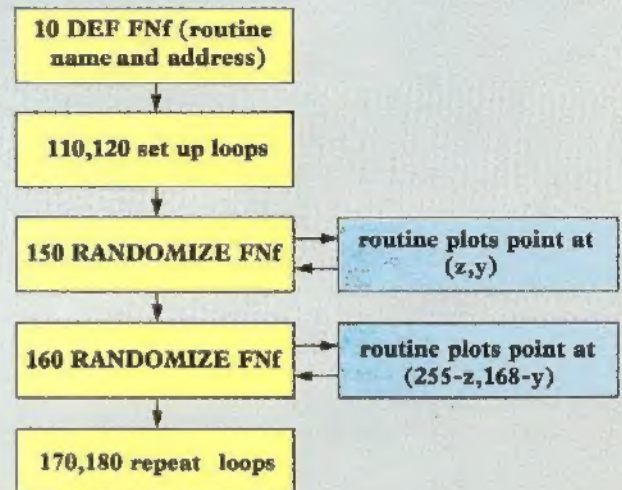 10 DEF FNf (routine
name and address)
110,120 set up loops
150 RANDOMIZE FNf
routine plots point at
(z,y)
160 RANDOMIZE FNf
routine plots point at
(255-z,168-y)
170,180 repeat loops